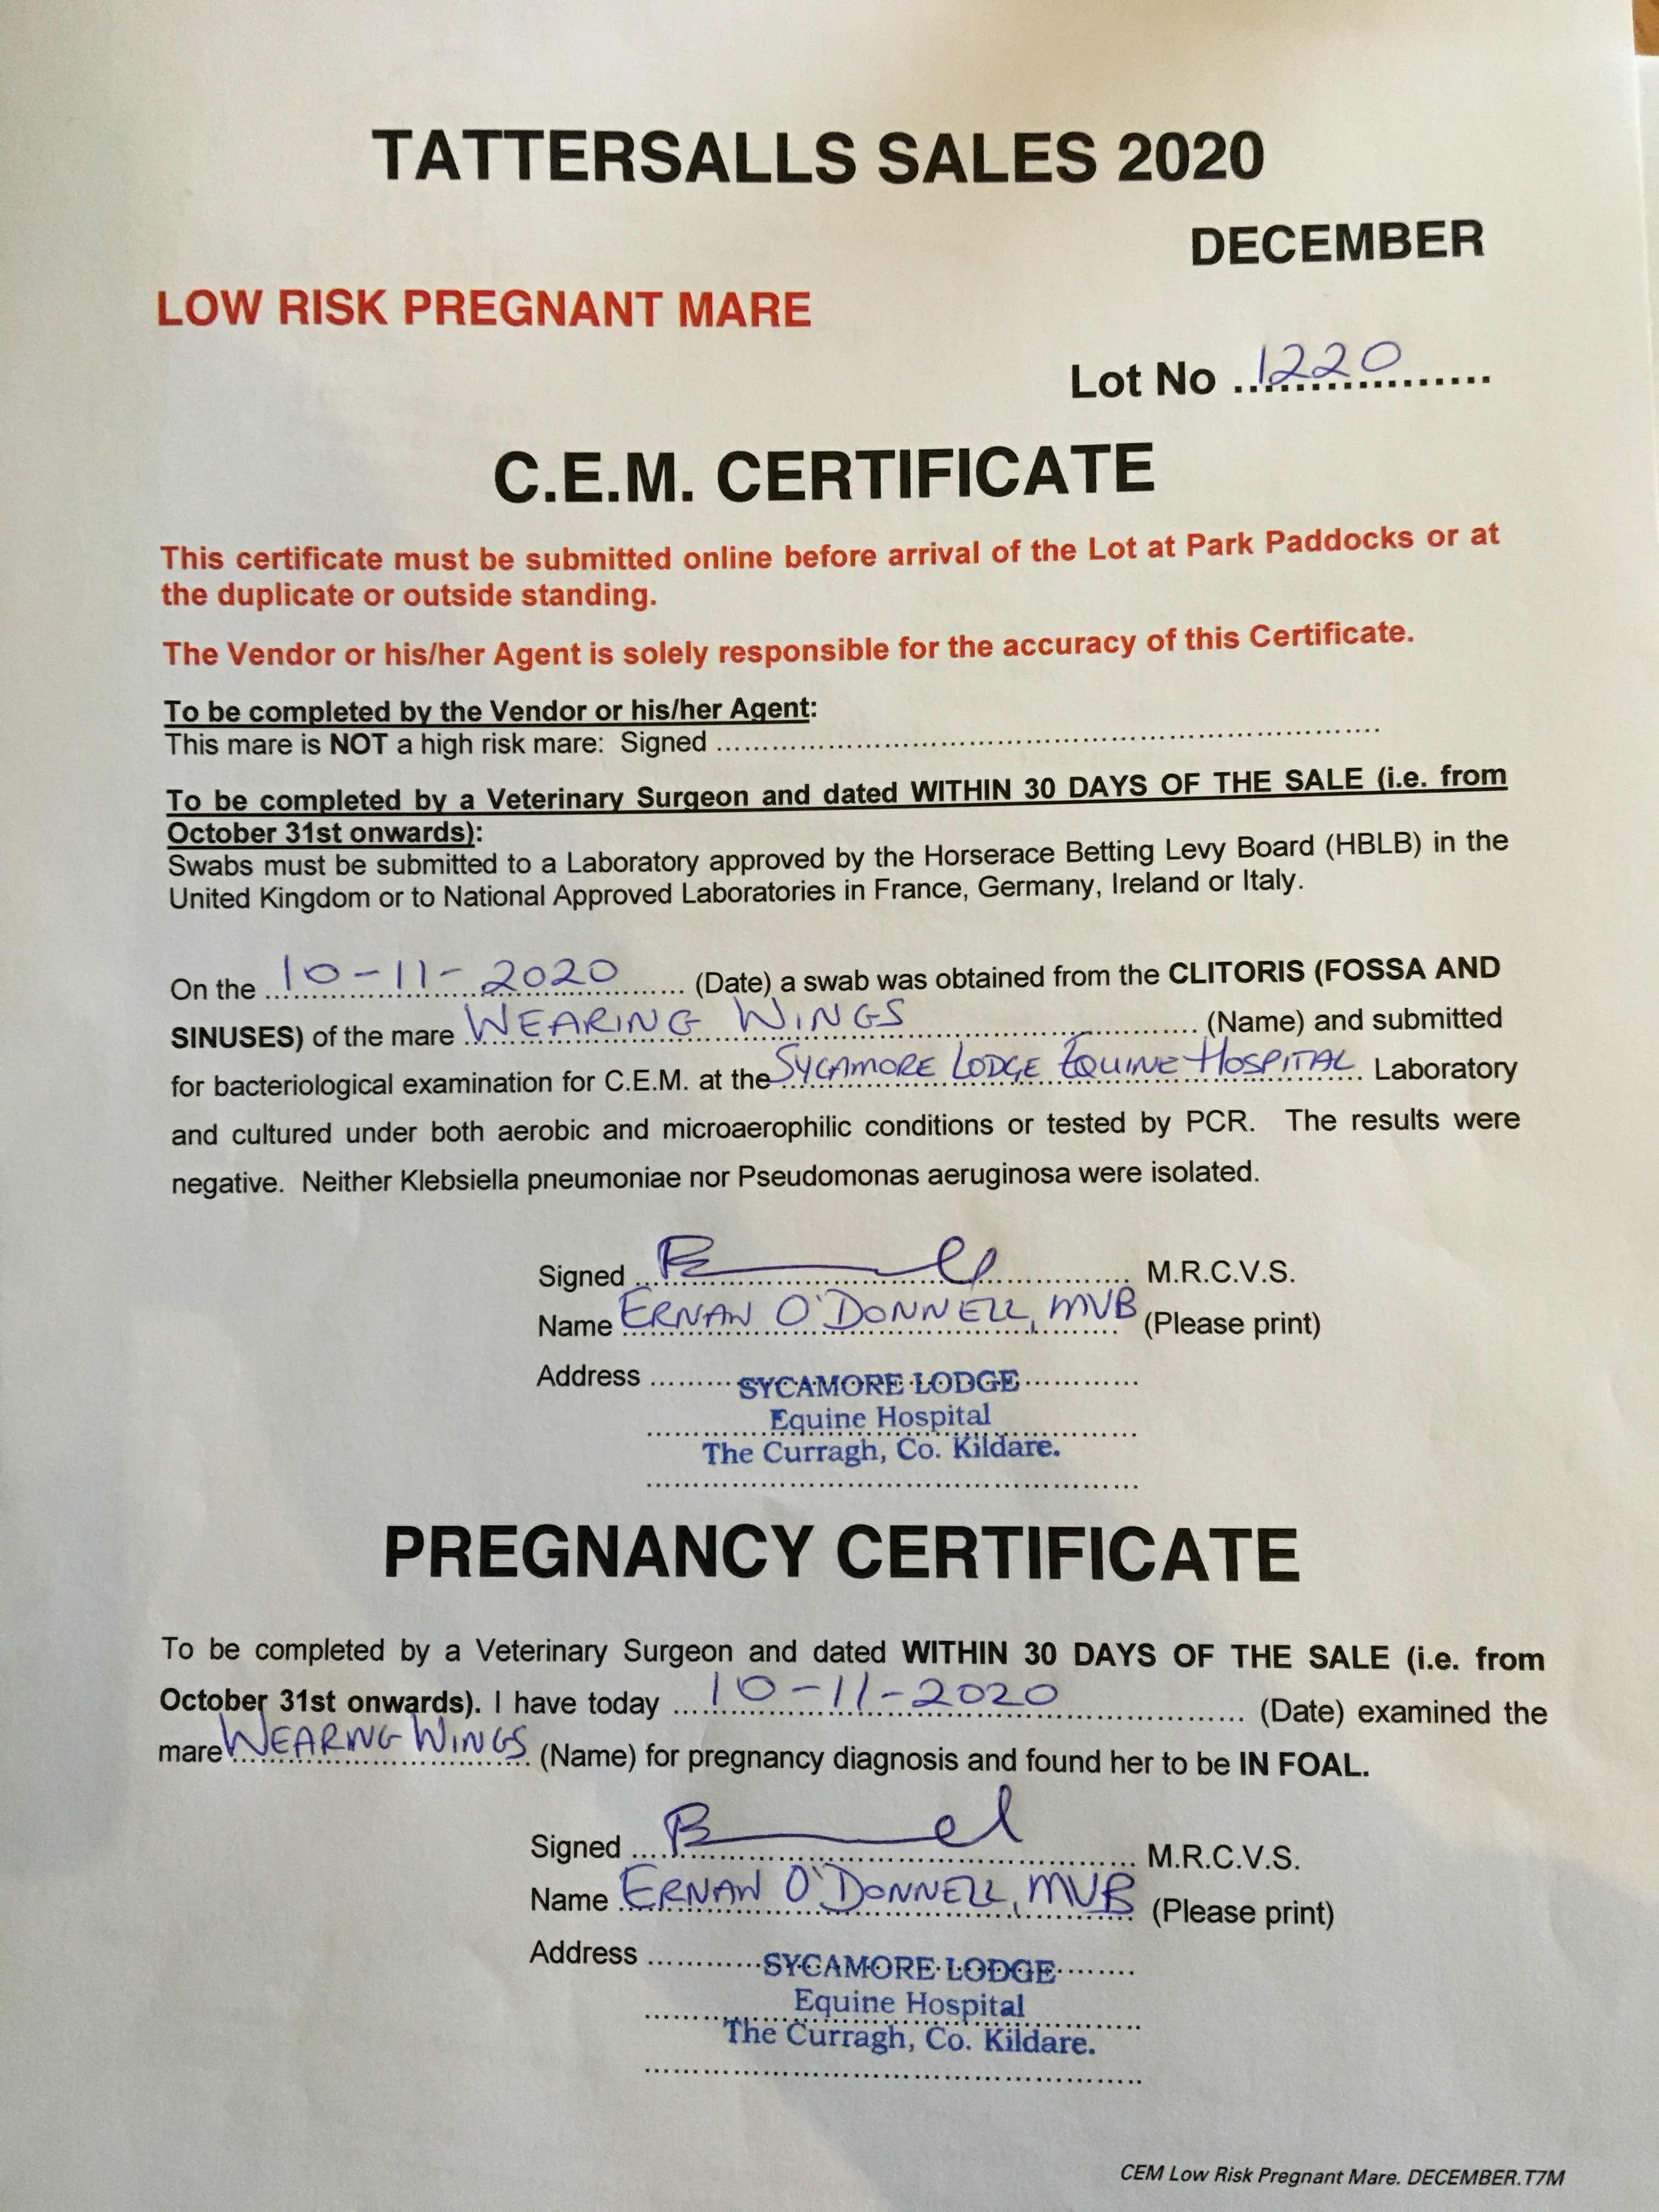 TATTERSALLS SALES 2020
DECEMBER
LOW RISK PREGNANT MARE
Lot No 1220
C.E.M. CERTIFICATE
This certificate must be submitted online before arrival of the Lot at Park Paddocks or at
the duplicate or outside standing.
The Vendor or his/her Agent is solely responsible for the accuracy of this Certificate.
To be completed by the Vendor or his/her Agent:
This mare is NOT a high risk mare: Signed
To be completed by a Veterinary Surgeon and dated WITHIN 30 DAYS OF THE SALE (i.e. from
October 31st onwards):
Swabs must be submitted to a Laboratory approved by the Horserace Betting Levy Board (HBLB) in the
United Kingdom or to National Approved Laboratories in France, Germany, Ireland or Italy.
On the 10-11-2020 (Date) a swab was obtained from the CLITORIS (FOSSA AND
SINUSES) of the mare WEARING WINGS (Name) and submitted
for bacteriological examination for C.E.M. at the SYCAMORE LODGE EQUINE HOSPITAL Laboratory
and cultured under both aerobic and microaerophilic conditions or tested by PCR. The results were
negative. Neither Klebsiella pneumoniae nor Pseudomonas aeruginosa were isolated.
Signed M.R.C.V.S.
Name ERNAN O'DONNELL, MVB (Please print)
Address SYCAMORE LODGE
Equine Hospital
The Curragh, Co. Kildare.
PREGNANCY CERTIFICATE
To be completed by a Veterinary Surgeon and dated WITHIN 30 DAYS OF THE SALE (i.e. from
October 31st onwards). I have today 10-11-2020 (Date) examined the
mare WEARING WINGS (Name) for pregnancy diagnosis and found her to be IN FOAL.
Signed M.R.C.V.S.
Name ERNAN O'DONNELL, MVB (Please print)
Address SYCAMORE LODGE
Equine Hospital
The Curragh, Co. Kildare.
CEM Low Risk Pregnant Mare. DECEMBER.T7M